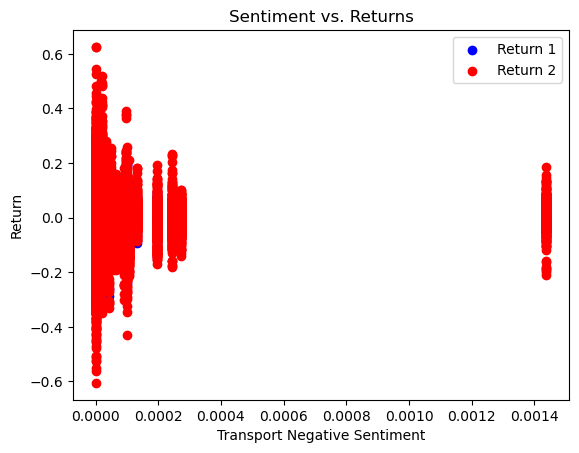 Sentiment vs. Returns
Return 1
Return 2
Return
0.6
0.4
0.2
0.0
−0.2
−0.4
−0.6
0.0000 0.0002 0.0004 0.0006 0.0008 0.0010 0.0012 0.0014
Transport Negative Sentiment